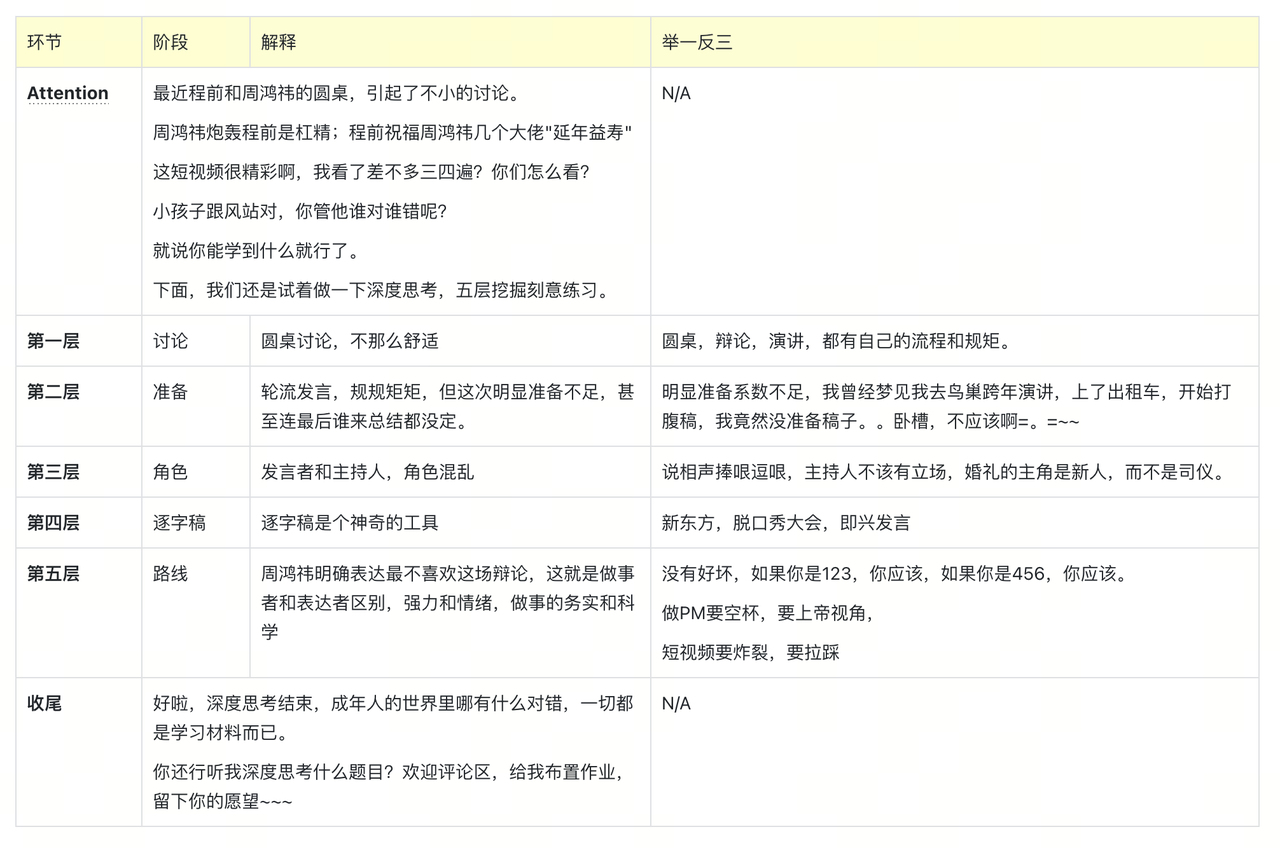 环节 阶段 解释 举一反三
Attention 最近程前和周鸿祎的圆桌，引起了不小的讨论。 N/A
周鸿祎炮轰程前是杠精；程前祝福周鸿祎几个大佬"延年益寿"
这短视频很精彩啊，我看了差不多三四遍？你们怎么看？
小孩子跟风站对，你管他谁对谁错呢？
就说你能学到什么就行了。
下面，我们还是试着做一下深度思考，五层挖掘刻意练习。
第一层 讨论 圆桌讨论，不那么舒适 圆桌，辩论，演讲，都有自己的流程和规矩。
第二层 准备 轮流发言，规规矩矩，但这次明显准备不足，甚 明显准备系数不足，我曾经梦见我去鸟巢跨年演讲，上了出租车，开始打
至连最后谁来总结都没定。 腹稿，我竟然没准备稿子。。卧槽，不应该啊=。=~~
第三层 角色 发言者和主持人，角色混乱 说相声捧哏逗哏，主持人不该有立场，婚礼的主角是新人，而不是司仪。
第四层 逐字稿 逐字稿是个神奇的工具 新东方，脱口秀大会，即兴发言
第五层 路线 周鸿祎明确表达最不喜欢这场辩论，这就是做事 没有好坏，如果你是123，你应该，如果你是456，你应该。
者和表达者区别，强力和情绪，做事的务实和科 做PM要空杯，要上帝视角，
学 短视频要炸裂，要拉踩
收尾 好啦，深度思考结束，成年人的世界里哪有什么对错，一切都 N/A
是学习材料而已。
你还行听我深度思考什么题目？欢迎评论区，给我布置作业，
留下你的愿望~~~